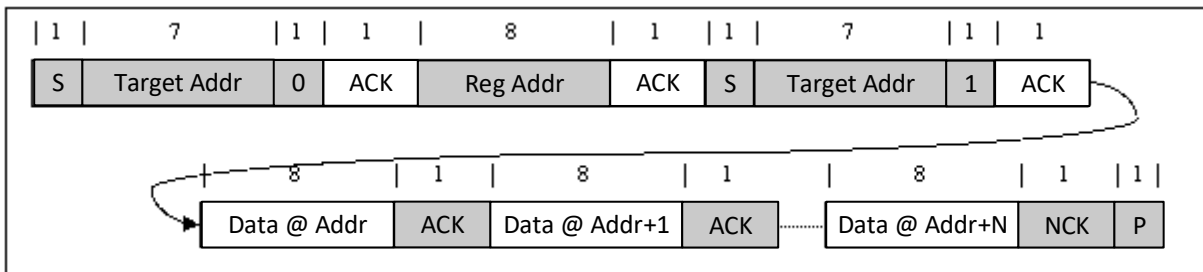 | 1 | 7 | 1 | 1 | 8 | 1 | 1 | 7 | 1 | 1
S Target Addr 0 ACK Reg Addr ACK S Target Addr 1 ACK
| 8 | 1 | 8 | 1 | 8 | 1 | 1 |
Data @ Addr ACK Data @ Addr+1 ACK Data @ Addr+N NCK P